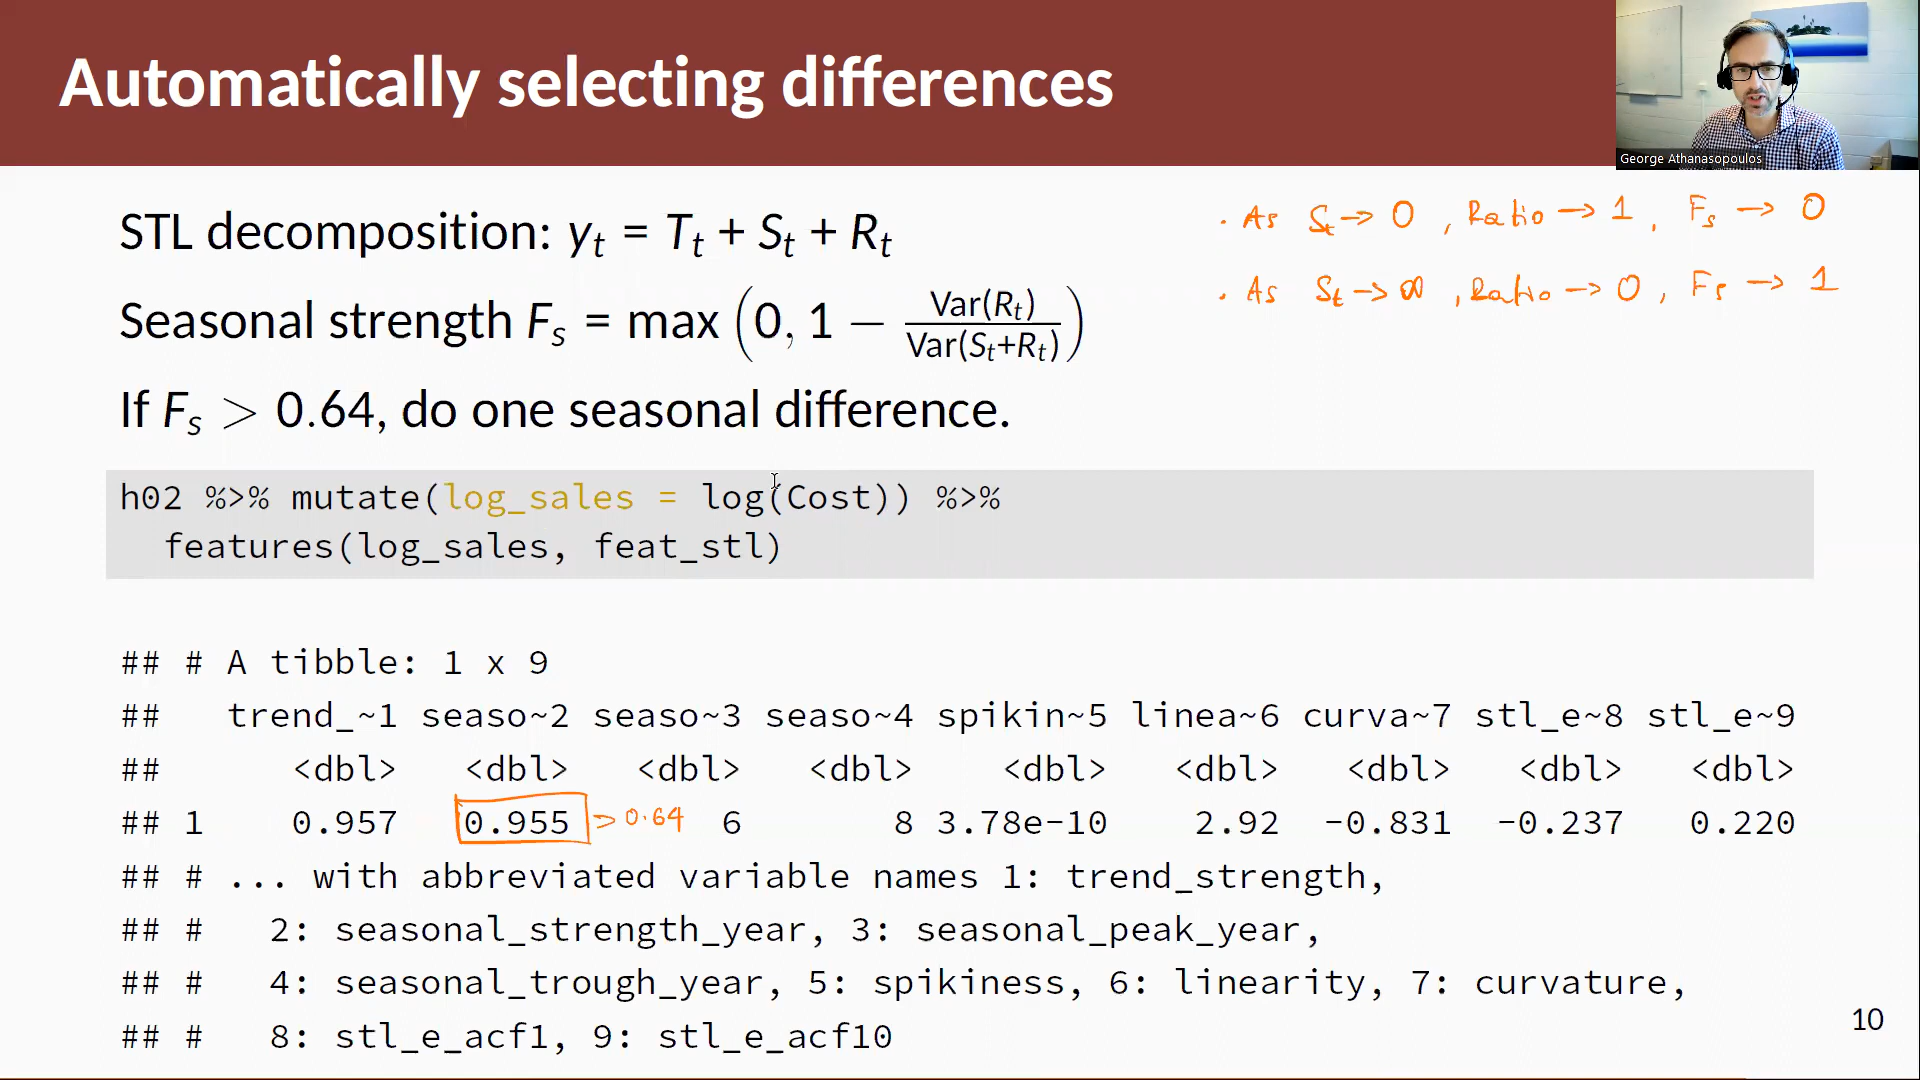 Automatically selecting differences
George Athanasopoulos
STL decomposition: yₜ = Tₜ + Sₜ + Rₜ
· As Sₜ → 0 , Ratio → 1 , Fₛ → 0
· As Sₜ → ∞ , Ratio → 0 , Fₛ → 1
Seasonal strength Fₛ = max (0, 1 − Var(Rₜ) / Var(Sₜ+Rₜ))
If Fₛ > 0.64, do one seasonal difference.
h02 %>% mutate(log_sales = log(Cost)) %>%
features(log_sales, feat_stl)
## # A tibble: 1 x 9
## trend_~1 seaso~2 seaso~3 seaso~4 spikin~5 linea~6 curva~7 stl_e~8 stl_e~9
## <dbl> <dbl> <dbl> <dbl> <dbl> <dbl> <dbl> <dbl> <dbl>
## 1 0.957 0.955 > 0.64 6 8 3.78e-10 2.92 -0.831 -0.237 0.220
## # ... with abbreviated variable names 1: trend_strength,
## # 2: seasonal_strength_year, 3: seasonal_peak_year,
## # 4: seasonal_trough_year, 5: spikiness, 6: linearity, 7: curvature,
## # 8: stl_e_acf1, 9: stl_e_acf10
10